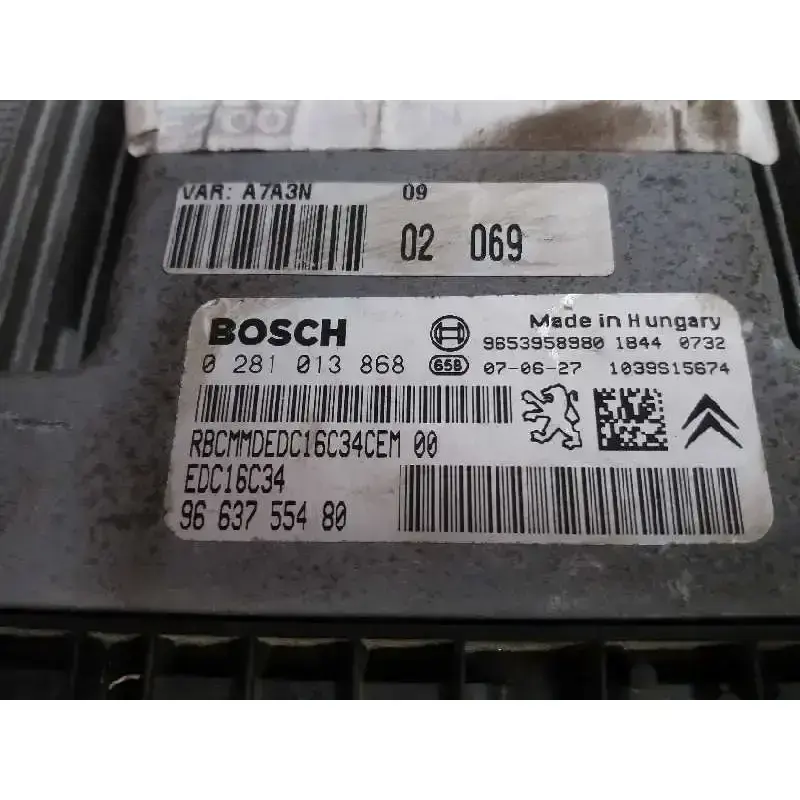 VAR: A7A3N 09
02 069
BOSCH Made in Hungary
9653958980 1844 0732
0 281 013 868 658 07-06-27 1039S15674
RBCMMDEDC16C34CEM 00
EDC16C34
96 637 554 80